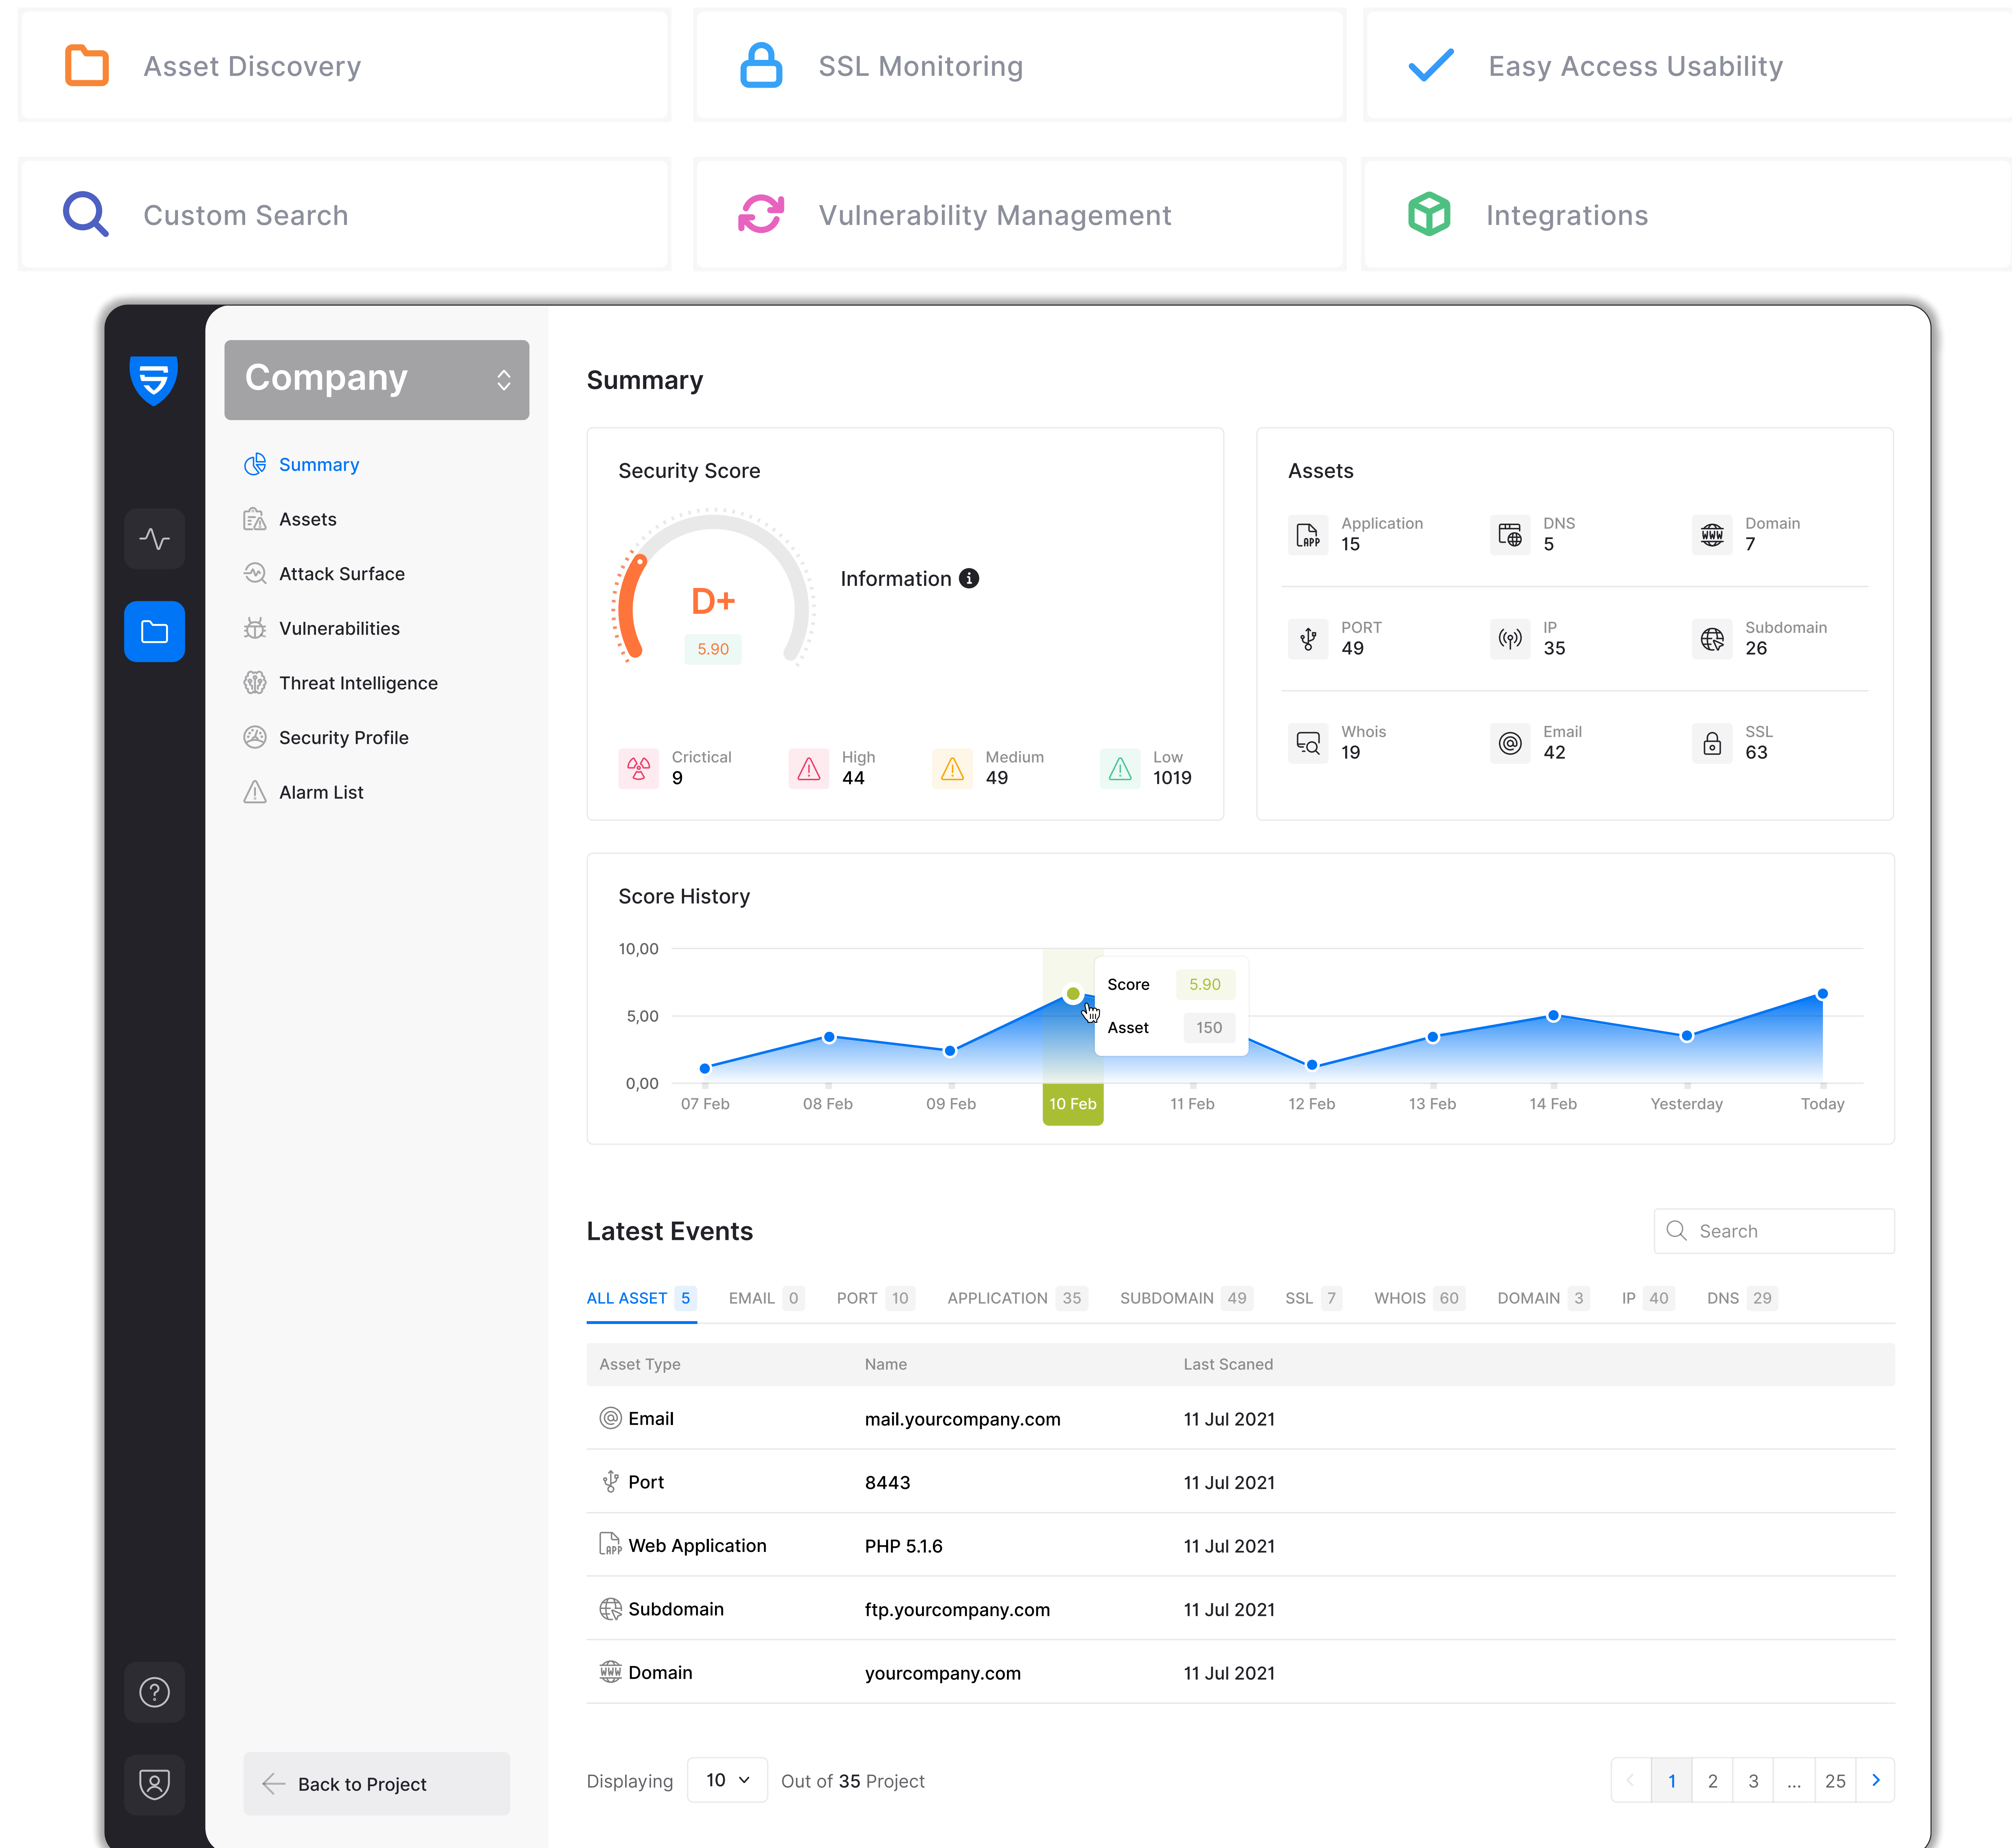 Asset Discovery
SSL Monitoring
Easy Access Usability
Custom Search
Vulnerability Management
Integrations
Company
Summary
Assets
Attack Surface
Vulnerabilities
Threat Intelligence
Security Profile
Alarm List
Back to Project
Summary
Security Score
D+
5.90
Information
Crictical
9
High
44
Medium
49
Low
1019
Assets
APP
Application
15
DNS
5
WWW
Domain
7
PORT
49
IP
35
Subdomain
26
Whois
19
Email
42
SSL
63
Score History
10,00
5,00
0,00
Score 5.90
Asset 150
07 Feb 08 Feb 09 Feb 10 Feb 11 Feb 12 Feb 13 Feb 14 Feb Yesterday Today
Latest Events
Search
ALL ASSET 5 EMAIL 0 PORT 10 APPLICATION 35 SUBDOMAIN 49 SSL 7 WHOIS 60 DOMAIN 3 IP 40 DNS 29
Asset Type Name Last Scaned
Email mail.yourcompany.com 11 Jul 2021
Port 8443 11 Jul 2021
APP Web Application PHP 5.1.6 11 Jul 2021
Subdomain ftp.yourcompany.com 11 Jul 2021
WWW Domain yourcompany.com 11 Jul 2021
Displaying 10 Out of 35 Project
1 2 3 ... 25